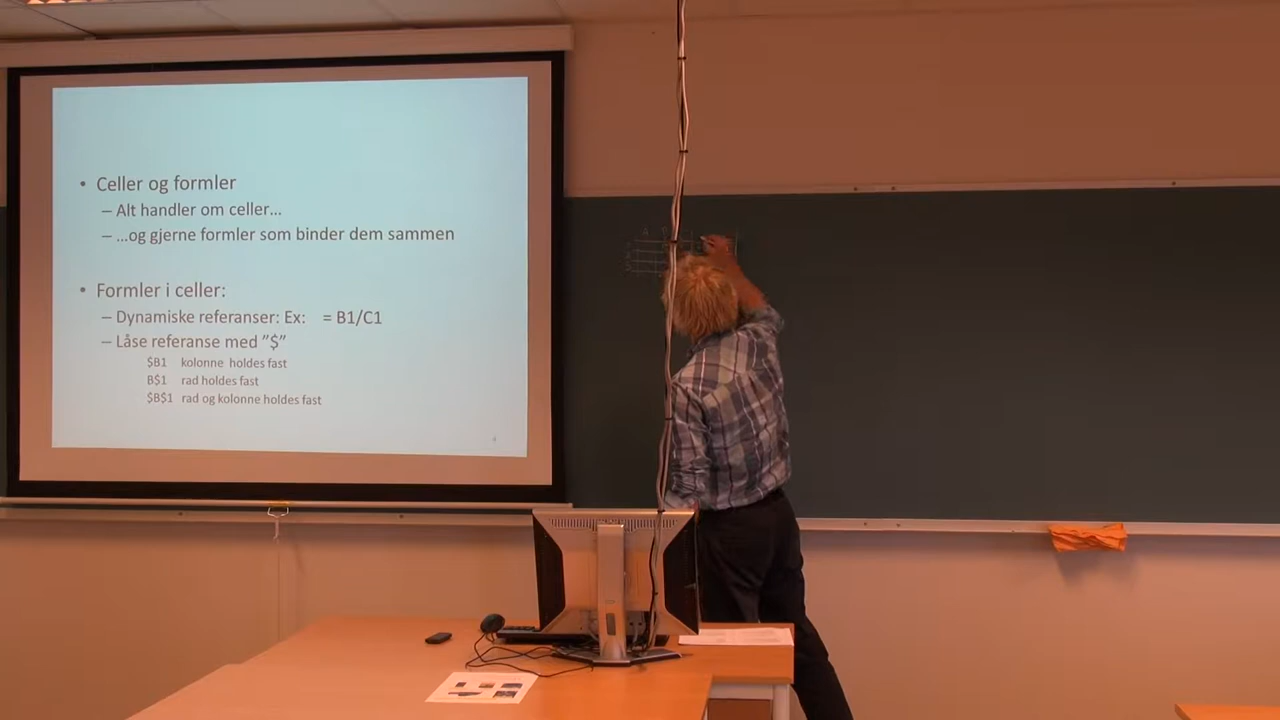 • Celler og formler
– Alt handler om celler...
– ...og gjerne formler som binder dem sammen
• Formler i celler:
– Dynamiske referanser: Ex: = B1/C1
– Låse referanse med ”$”
$B1 kolonne holdes fast
B$1 rad holdes fast
$B$1 rad og kolonne holdes fast
4